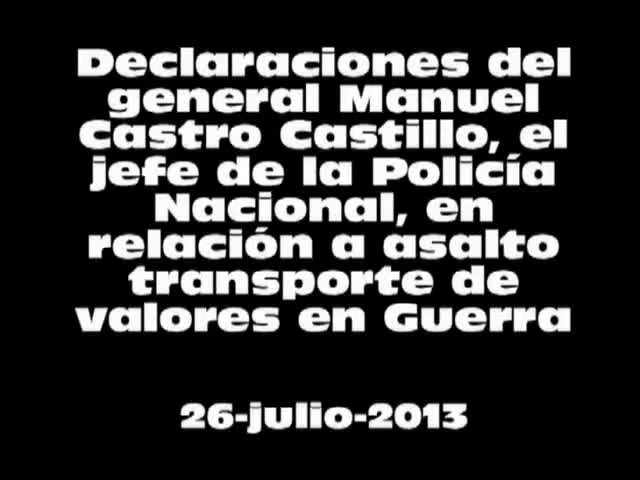 Declaraciones del
general Manuel
Castro Castillo, el
jefe de la Policía
Nacional, en
relación a asalto
transporte de
valores en Guerra
26-julio-2013